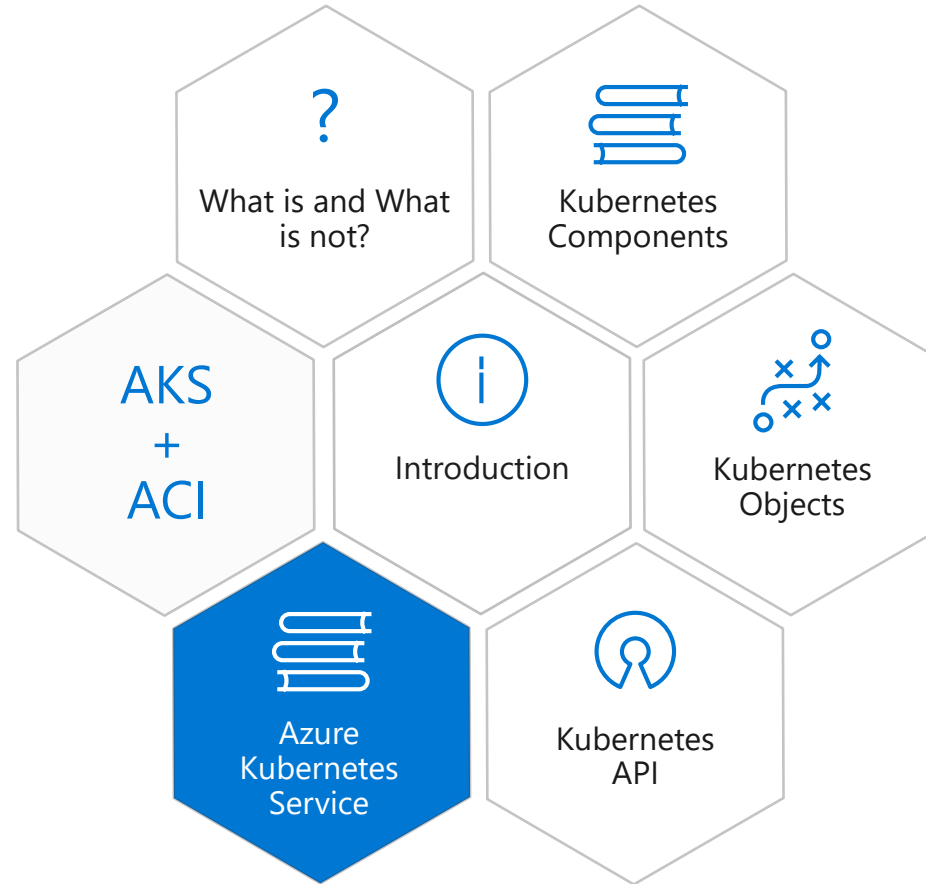 ?
What is and What
is not?
Kubernetes
Components
AKS
+
ACI
Introduction
Kubernetes
Objects
Azure
Kubernetes
Service
Kubernetes
API